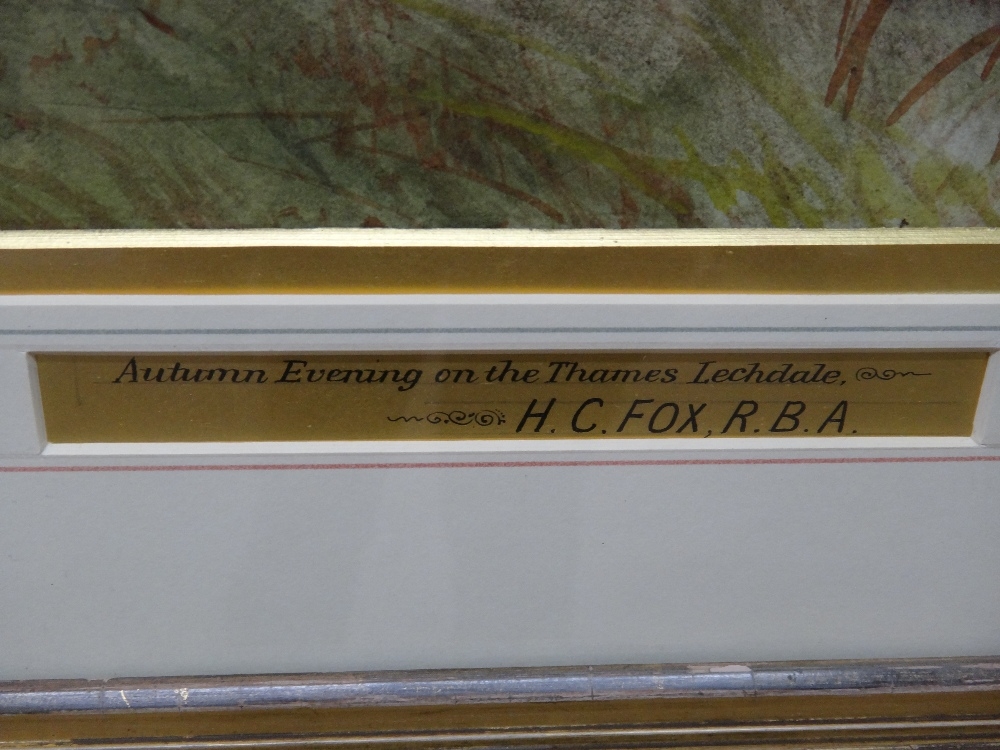 Autumn Evening on the Thames Lechdale,
H. C. FOX, R. B. A.